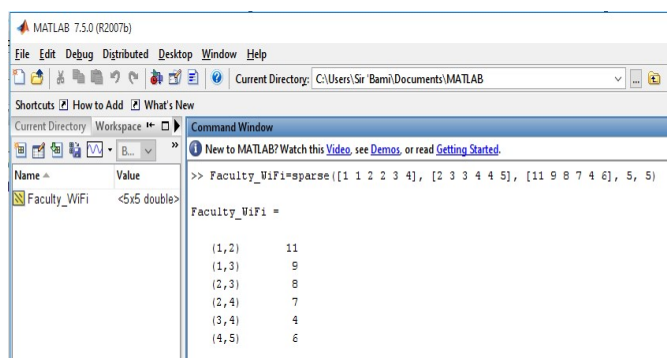 MATLAB 7.5.0 (R2007b)
File Edit Debug Distributed Desktop Window Help
Current Directory: C:\Users\Sir 'Bami\Documents\MATLAB
Shortcuts How to Add What's New
Current Directory Workspace
Command Window
B...
New to MATLAB? Watch this Video, see Demos, or read Getting Started.
Name Value
Faculty_WiFi <5x5 double>
>> Faculty_WiFi=sparse([1 1 2 2 3 4], [2 3 3 4 4 5], [11 9 8 7 4 6], 5, 5)
Faculty_WiFi =
(1,2) 11
(1,3) 9
(2,3) 8
(2,4) 7
(3,4) 4
(4,5) 6